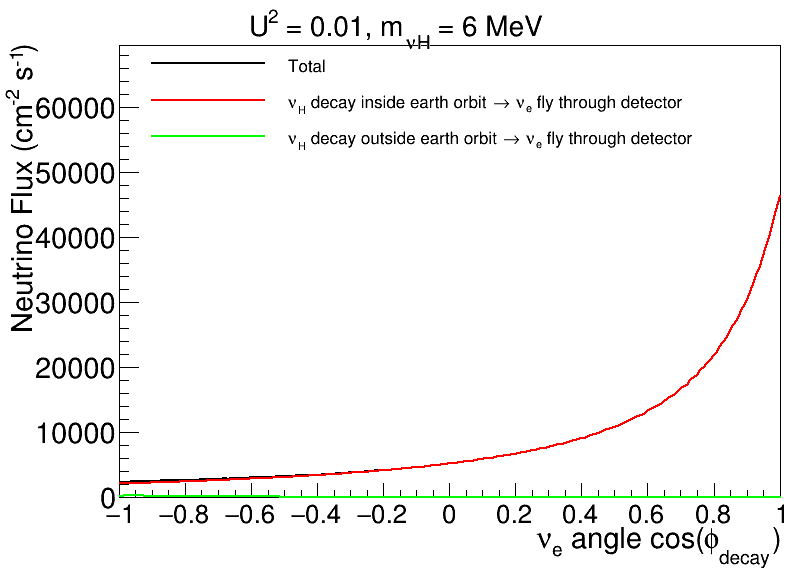 U² = 0.01, m_νH = 6 MeV
Total
ν_H decay inside earth orbit → ν_e fly through detector
ν_H decay outside earth orbit → ν_e fly through detector
Neutrino Flux (cm⁻² s⁻¹)
60000
50000
40000
30000
20000
10000
0
−1 −0.8 −0.6 −0.4 −0.2 0 0.2 0.4 0.6 0.8 1
ν_e angle cos(ϕ_decay)